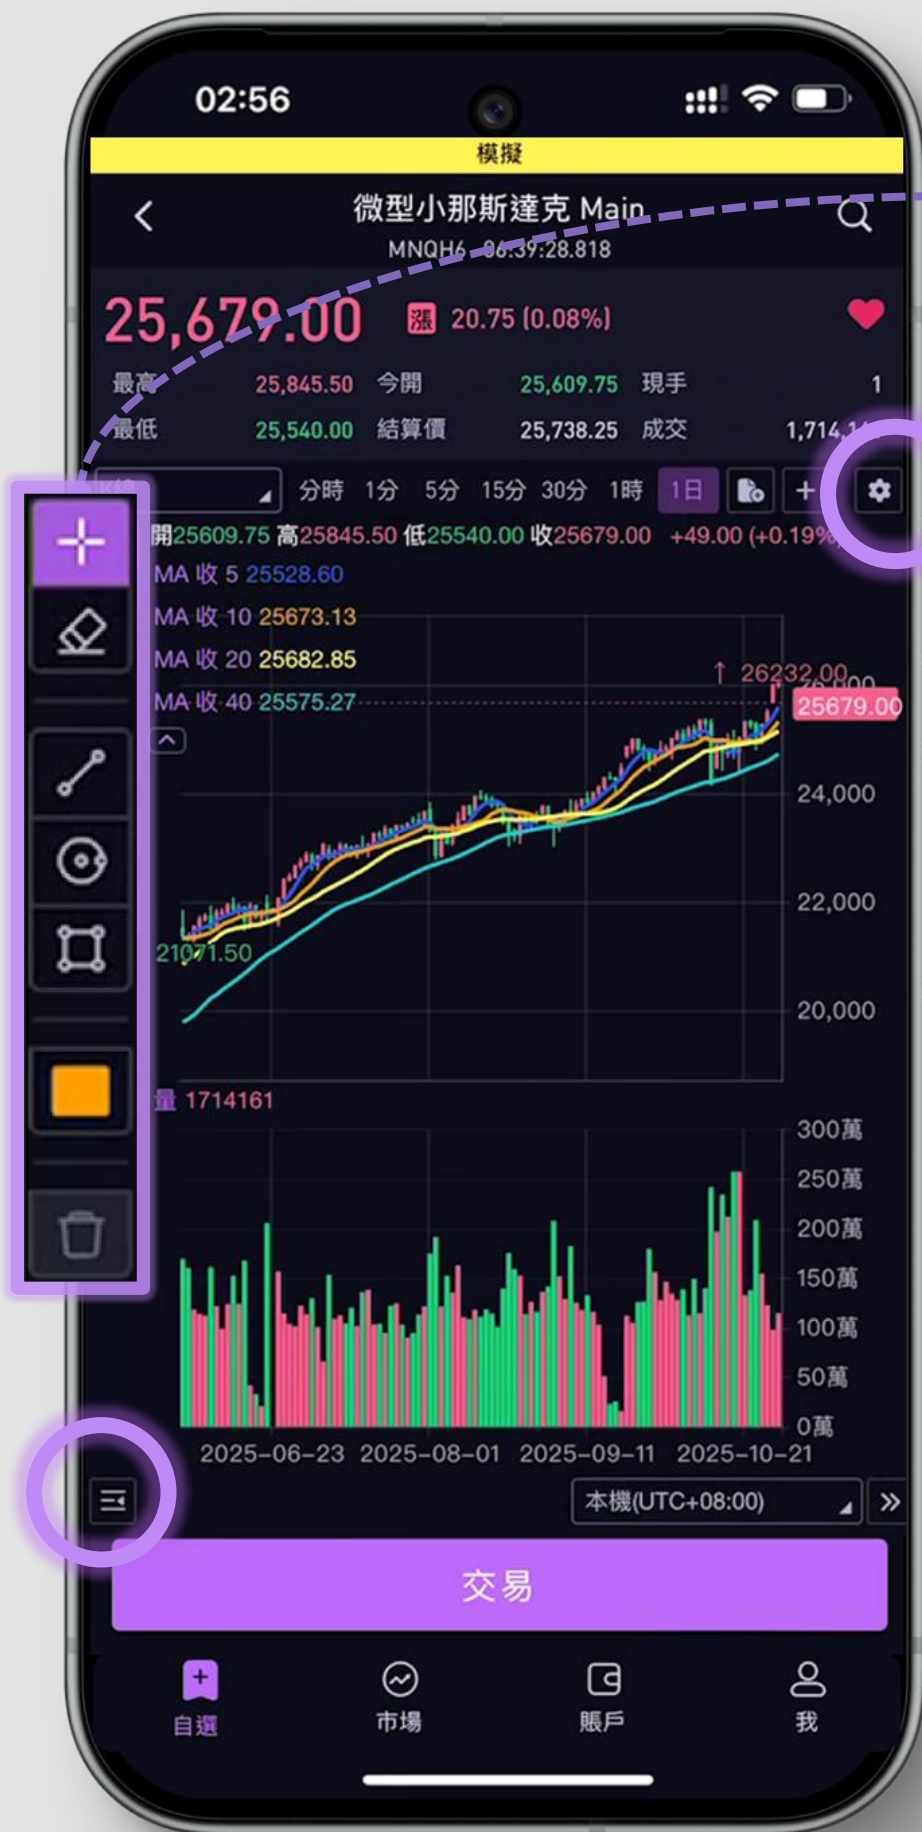 02:56
模擬
微型小那斯達克 Main
MNQH6 06:39:28.818
25,679.00 漲 20.75 (0.08%)
最高 25,845.50 今開 25,609.75 現手 1
最低 25,540.00 結算價 25,738.25 成交 1,714,1
分時 1分 5分 15分 30分 1時 1日
開25609.75 高25845.50 低25540.00 收25679.00 +49.00 (+0.19%
MA 收 5 25528.60
MA 收 10 25673.13
MA 收 20 25682.85
MA 收 40 25575.27
↑ 26232.00
25679.00
24,000
22,000
21071.50
20,000
量 1714161
300萬
250萬
200萬
150萬
100萬
50萬
0萬
2025-06-23 2025-08-01 2025-09-11 2025-10-21
本機(UTC+08:00)
交易
自選 市場 賬戶 我